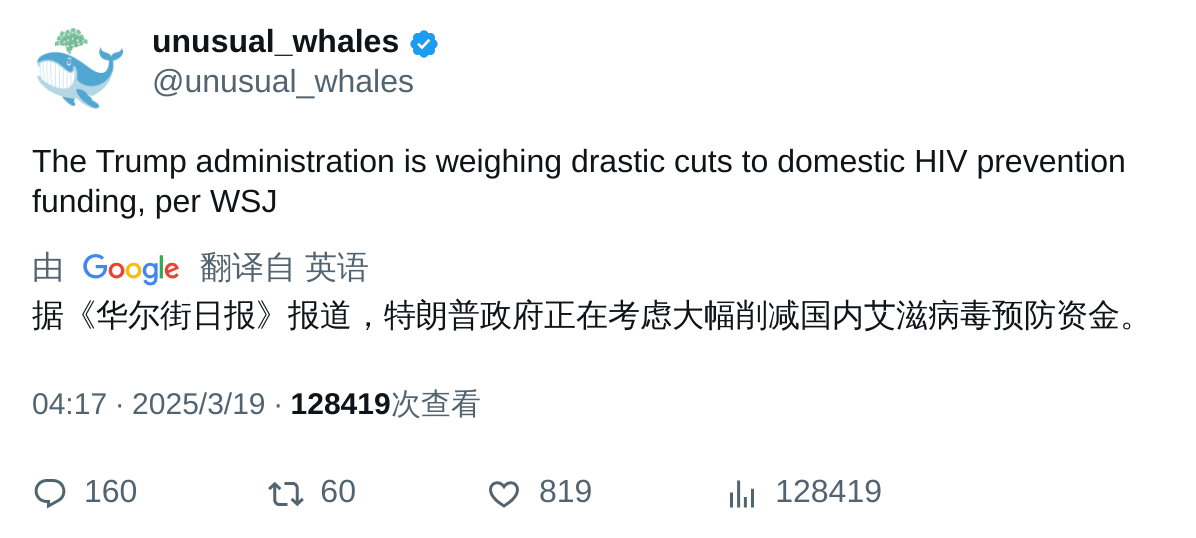 unusual_whales
@unusual_whales
The Trump administration is weighing drastic cuts to domestic HIV prevention
funding, per WSJ
由 Google 翻译自 英语
据《华尔街日报》报道，特朗普政府正在考虑大幅削减国内艾滋病毒预防资金。
04:17 · 2025/3/19 · 128419次查看
160 60 819 128419